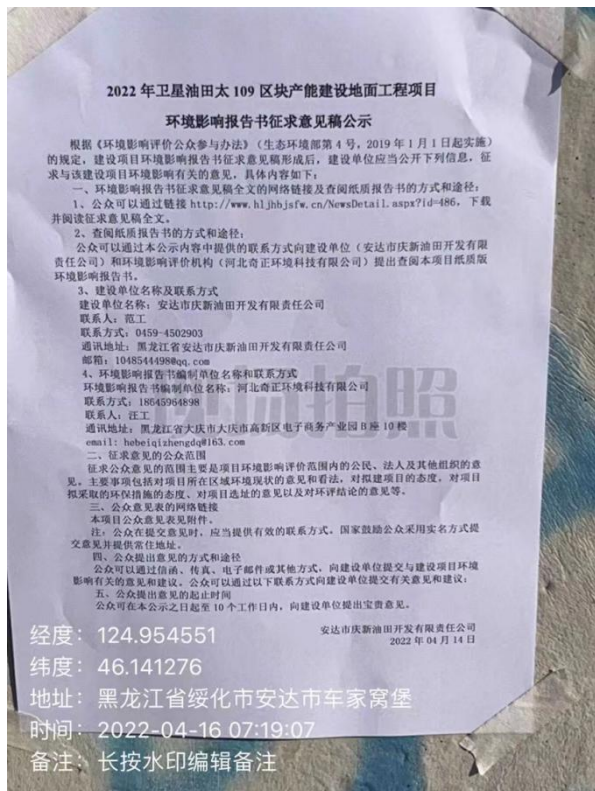 2022 年卫星油田太 109 区块产能建设地面工程项目
环境影响报告书征求意见稿公示
根据《环境影响评价公众参与办法》（生态环境部第 4 号，2019 年 1 月 1 日起实施）
的规定，建设项目环境影响报告书征求意见稿形成后，建设单位应当公开下列信息，征
求与该建设项目环境影响有关的意见，具体内容如下：
一、环境影响报告书征求意见稿全文的网络链接及查阅纸质报告书的方式和途径：
1、公众可以通过链接 http://www.hljhbjsfw.cn/NewsDetail.aspx?id=486，下载
并阅读征求意见稿全文。
2、查阅纸质报告书的方式和途径：
公众可以通过本公示内容中提供的联系方式向建设单位（安达市庆新油田开发有限
责任公司）和环境影响评价机构（河北奇正环境科技有限公司）提出查阅本项目纸质版
环境影响报告书。
3、建设单位名称及联系方式
建设单位名称：安达市庆新油田开发有限责任公司
联系人：范工
联系方式：0459-4502903
通讯地址：黑龙江省安达市庆新油田开发有限责任公司
邮箱：1048544498@qq.com
4、环境影响报告书编制单位名称和联系方式
环境影响报告书编制单位名称：河北奇正环境科技有限公司
联系方式：18645964898
联系人：汪工
通讯地址：黑龙江省大庆市大庆市高新区电子商务产业园 B 座 10 楼
email: hebeiqizhengdq@163.com
二、征求意见的公众范围
征求公众意见的范围主要是项目环境影响评价范围内的公民、法人及其他组织的意
见。主要事项包括对项目所在区域环境现状的意见和看法，对拟建项目的态度，对项目
拟采取的环保措施的态度、对项目选址的意见以及对环评结论的意见等。
三、公众意见表的网络链接
本项目公众意见表见附件。
注：公众在提交意见时，应当提供有效的联系方式。国家鼓励公众采用实名方式提
交意见并提供常住地址。
四、公众提出意见的方式和途径
公众可以通过信函、传真、电子邮件或其他方式，向建设单位提交与建设项目环境
影响有关的意见和建议。公众可以通过以下联系方式向建设单位提交有关意见和建议：
五、公众提出意见的起止时间
公众可在本公示之日起至 10 个工作日内，向建设单位提出宝贵意见。
安达市庆新油田开发有限责任公司
2022 年 04 月 14 日
现场拍照
经度：124.954551
纬度：46.141276
地址：黑龙江省绥化市安达市车家窝堡
时间：2022-04-16 07:19:07
备注：长按水印编辑备注